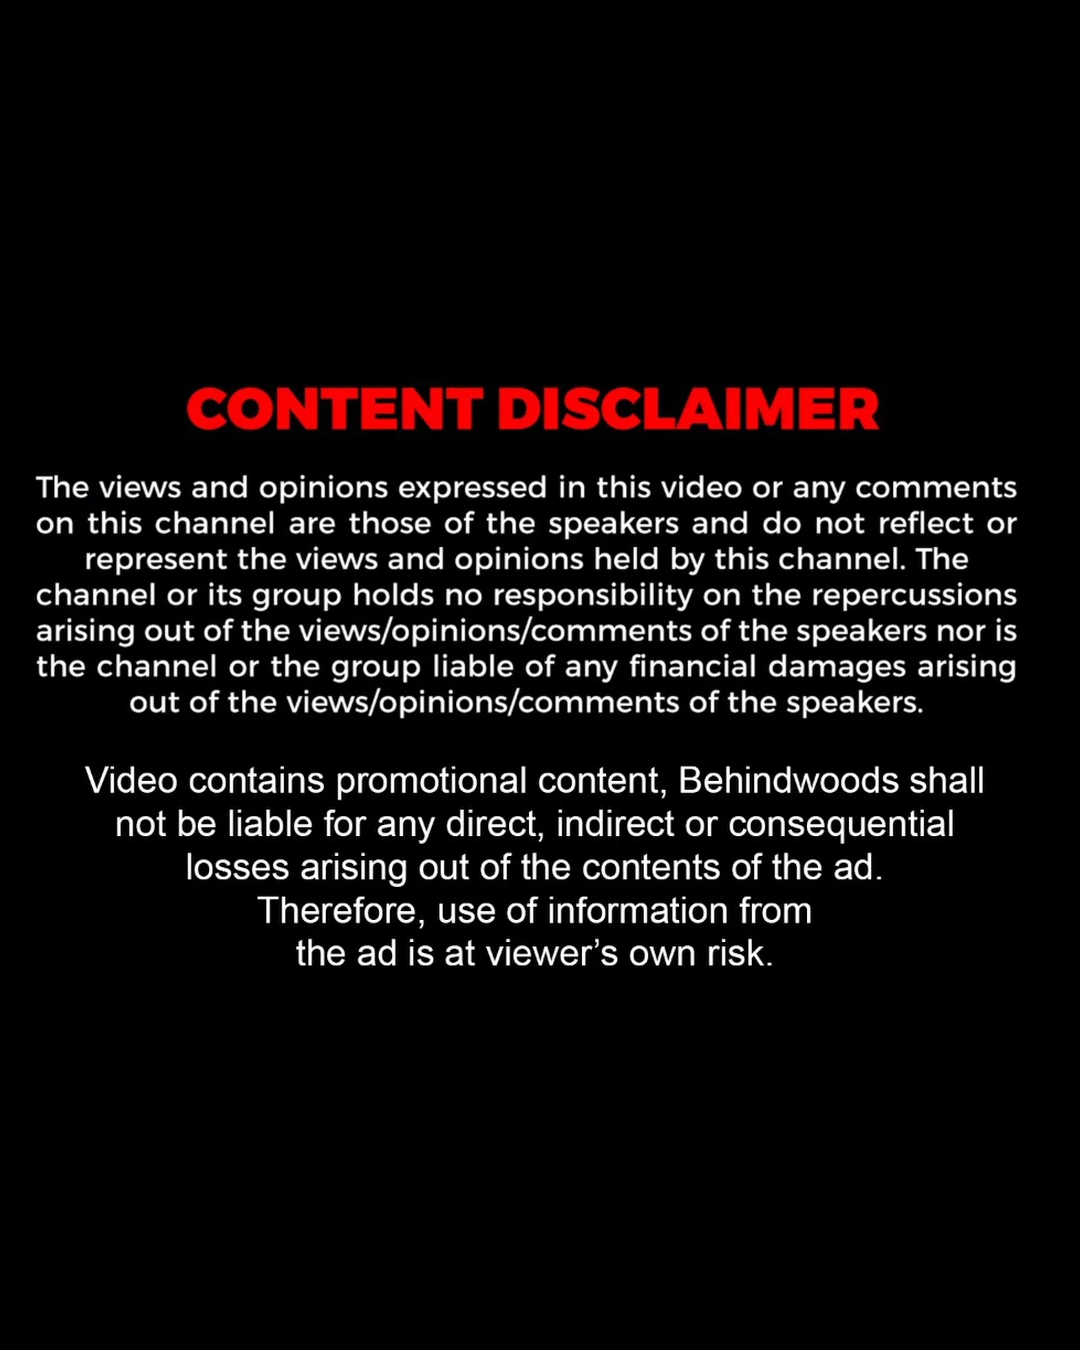 CONTENT DISCLAIMER
The views and opinions expressed in this video or any comments
on this channel are those of the speakers and do not reflect or
represent the views and opinions held by this channel. The
channel or its group holds no responsibility on the repercussions
arising out of the views/opinions/comments of the speakers nor is
the channel or the group liable of any financial damages arising
out of the views/opinions/comments of the speakers.
Video contains promotional content, Behindwoods shall
not be liable for any direct, indirect or consequential
losses arising out of the contents of the ad.
Therefore, use of information from
the ad is at viewer’s own risk.